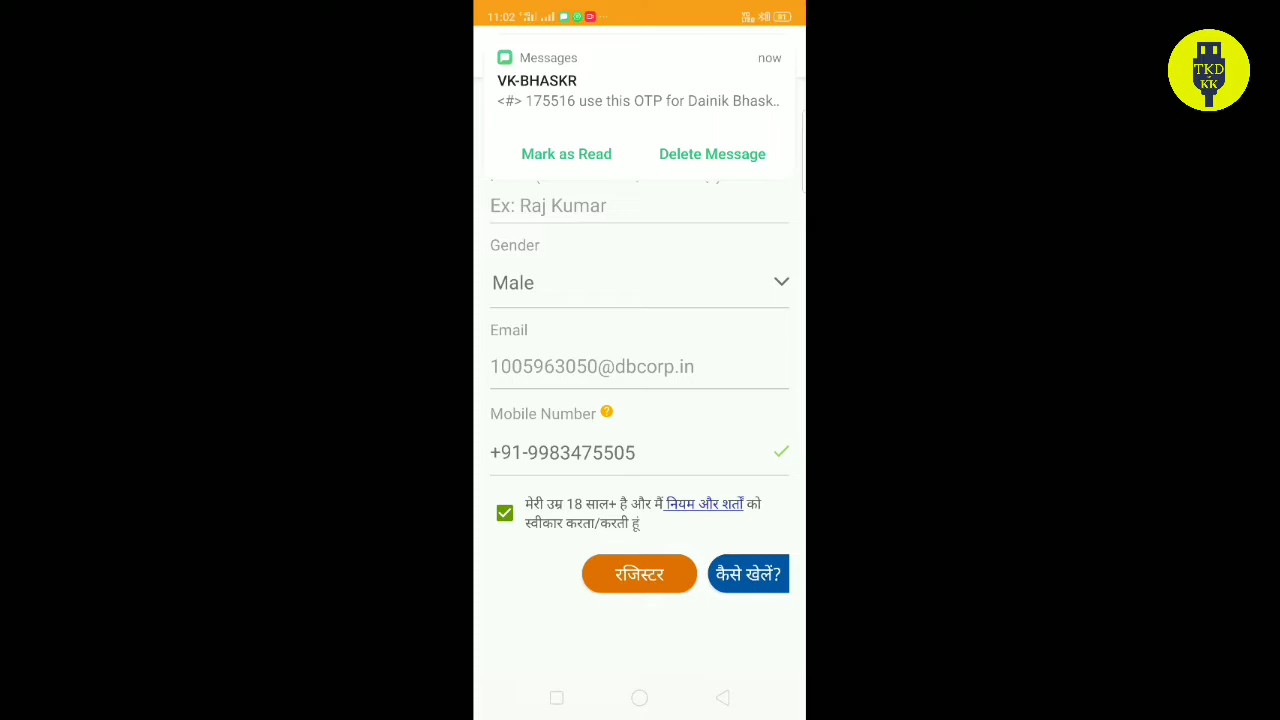 11:02
Messages now
VK-BHASKR
<#> 175516 use this OTP for Dainik Bhask..
Mark as Read Delete Message
Ex: Raj Kumar
Gender
Male
Email
1005963050@dbcorp.in
Mobile Number ?
+91-9983475505
मेरी उम्र 18 साल+ है और मैं नियम और शर्तों को
स्वीकार करता/करती हूं
रजिस्टर कैसे खेलें?
TKD
KK